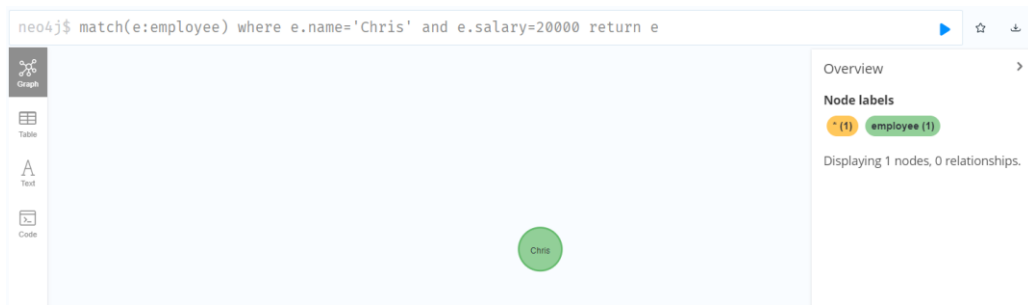 neo4j$ match(e:employee) where e.name='Chris' and e.salary=20000 return e
Graph
Table
A
Text
Code
Chris
Overview
Node labels
* (1) employee (1)
Displaying 1 nodes, 0 relationships.